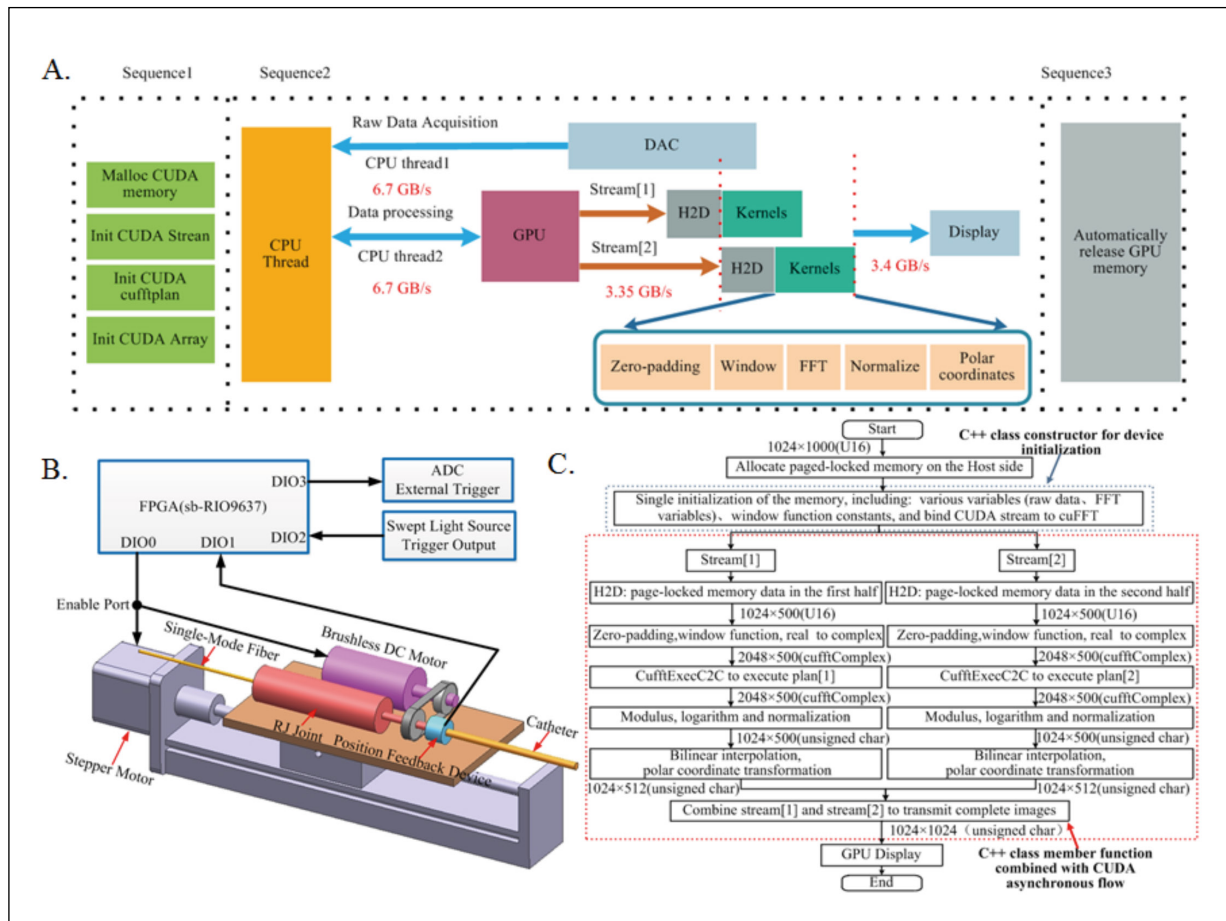 A.
Sequence1
Sequence2
Sequence3
Malloc CUDA
memory
Init CUDA Strean
Init CUDA
cufftplan
Init CUDA Array
CPU
Thread
Raw Data Acquisition
CPU thread1
6.7 GB/s
Data processing
CPU thread2
6.7 GB/s
DAC
GPU
Stream[1]
H2D
Kernels
Stream[2]
3.35 GB/s
H2D
Kernels
3.4 GB/s
Display
Automatically
release GPU
memory
Zero-padding
Window
FFT
Normalize
Polar
coordinates
B.
FPGA(sb-RIO9637)
DIO3
DIO2
DIO0
DIO1
ADC
External Trigger
Swept Light Source
Trigger Output
Enable Port
Single-Mode Fiber
Brushless DC Motor
RJ Joint
Position Feedback Device
Catheter
Stepper Motor
C.
Start
1024×1000(U16)
C++ class constructor for device
initialization
Allocate paged-locked memory on the Host side
Single initialization of the memory, including: various variables (raw data、FFT
variables)、window function constants, and bind CUDA stream to cuFFT
Stream[1]
Stream[2]
H2D: page-locked memory data in the first half
H2D: page-locked memory data in the second half
1024×500(U16)
1024×500(U16)
Zero-padding,window function, real to complex
Zero-padding,window function, real to complex
2048×500(cufftComplex)
2048×500(cufftComplex)
CufftExecC2C to execute plan[1]
CufftExecC2C to execute plan[2]
2048×500(cufftComplex)
2048×500(cufftComplex)
Modulus, logarithm and normalization
Modulus, logarithm and normalization
1024×500(unsigned char)
1024×500(unsigned char)
Bilinear interpolation,
polar coordinate transformation
Bilinear interpolation,
polar coordinate transformation
1024×512(unsigned char)
1024×512(unsigned char)
Combine stream[1] and stream[2] to transmit complete images
1024×1024（unsigned char）
GPU Display
End
C++ class member function
combined with CUDA
asynchronous flow